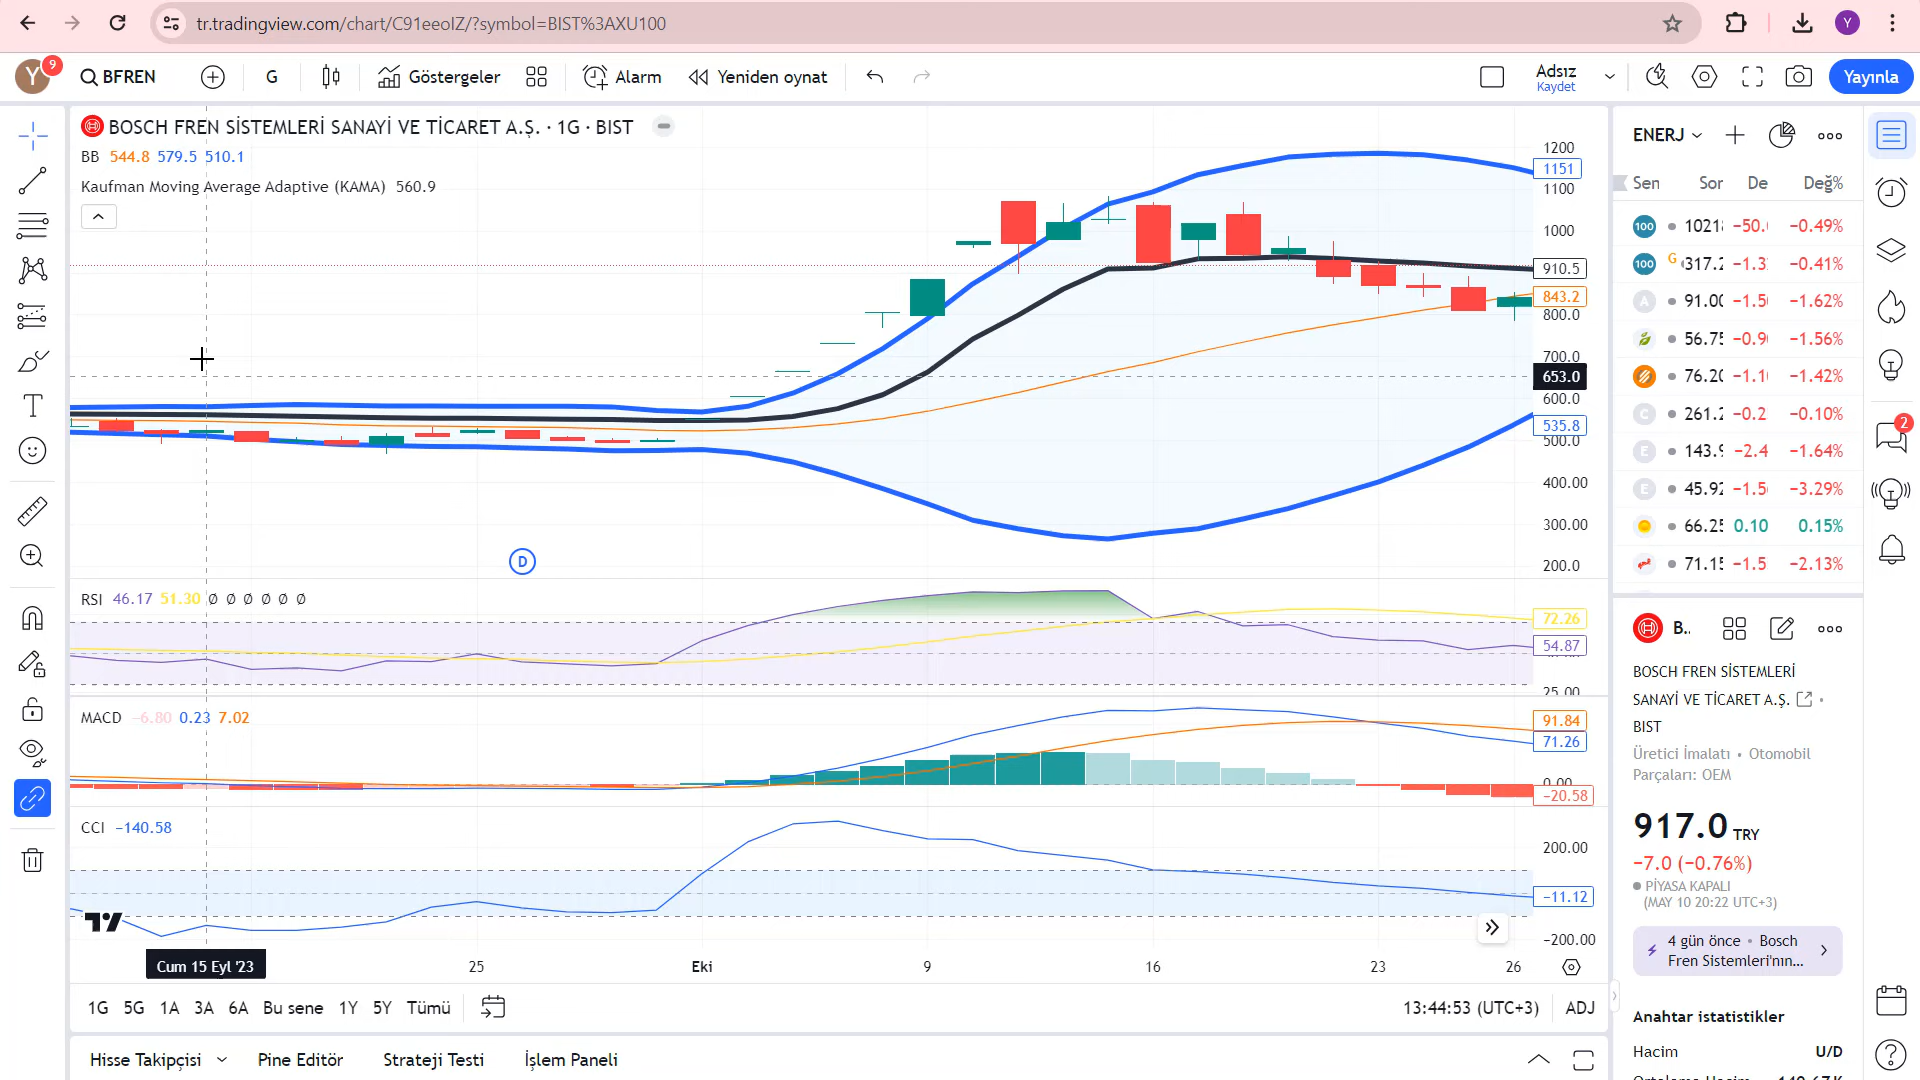 tr.tradingview.com/chart/C91eeoIZ/?symbol=BIST%3AXU100
Y
Y 9
BFREN
G
Göstergeler
Alarm
Yeniden oynat
Adsız
Kaydet
Yayınla
BOSCH FREN SİSTEMLERİ SANAYİ VE TİCARET A.Ş. · 1G · BIST
BB 544.8 579.5 510.1
Kaufman Moving Average Adaptive (KAMA) 560.9
1200
1151
1100
1000
910.5
843.2
800.0
700.0
653.0
600.0
535.8
500.0
400.00
300.00
200.0
D
RSI 46.17 51.30 Ø Ø Ø Ø Ø Ø
72.26
54.87
25.00
MACD −6.80 0.23 7.02
91.84
71.26
0.00
−20.58
CCI −140.58
200.00
−11.12
−200.00
Cum 15 Eyl '23
25
Eki
9
16
23
26
1G 5G 1A 3A 6A Bu sene 1Y 5Y Tümü
13:44:53 (UTC+3)
ADJ
Hisse Takipçisi
Pine Editör
Strateji Testi
İşlem Paneli
ENERJ
Sen Sor De Değ%
100 1021 −50. −0.49%
100 G 317.2 −1.3 −0.41%
A 91.00 −1.5 −1.62%
56.75 −0.9 −1.56%
76.20 −1.1 −1.42%
C 261.2 −0.2 −0.10%
E 143.9 −2.4 −1.64%
E 45.92 −1.5 −3.29%
66.25 0.10 0.15%
71.15 −1.5 −2.13%
B..
BOSCH FREN SİSTEMLERİ
SANAYİ VE TİCARET A.Ş. •
BIST
Üretici İmalatı • Otomobil
Parçaları: OEM
917.0 TRY
−7.0 (−0.76%)
PİYASA KAPALI
(MAY 10 20:22 UTC+3)
4 gün önce • Bosch
Fren Sistemleri'nın...
Anahtar istatistikler
Hacim U/D
2